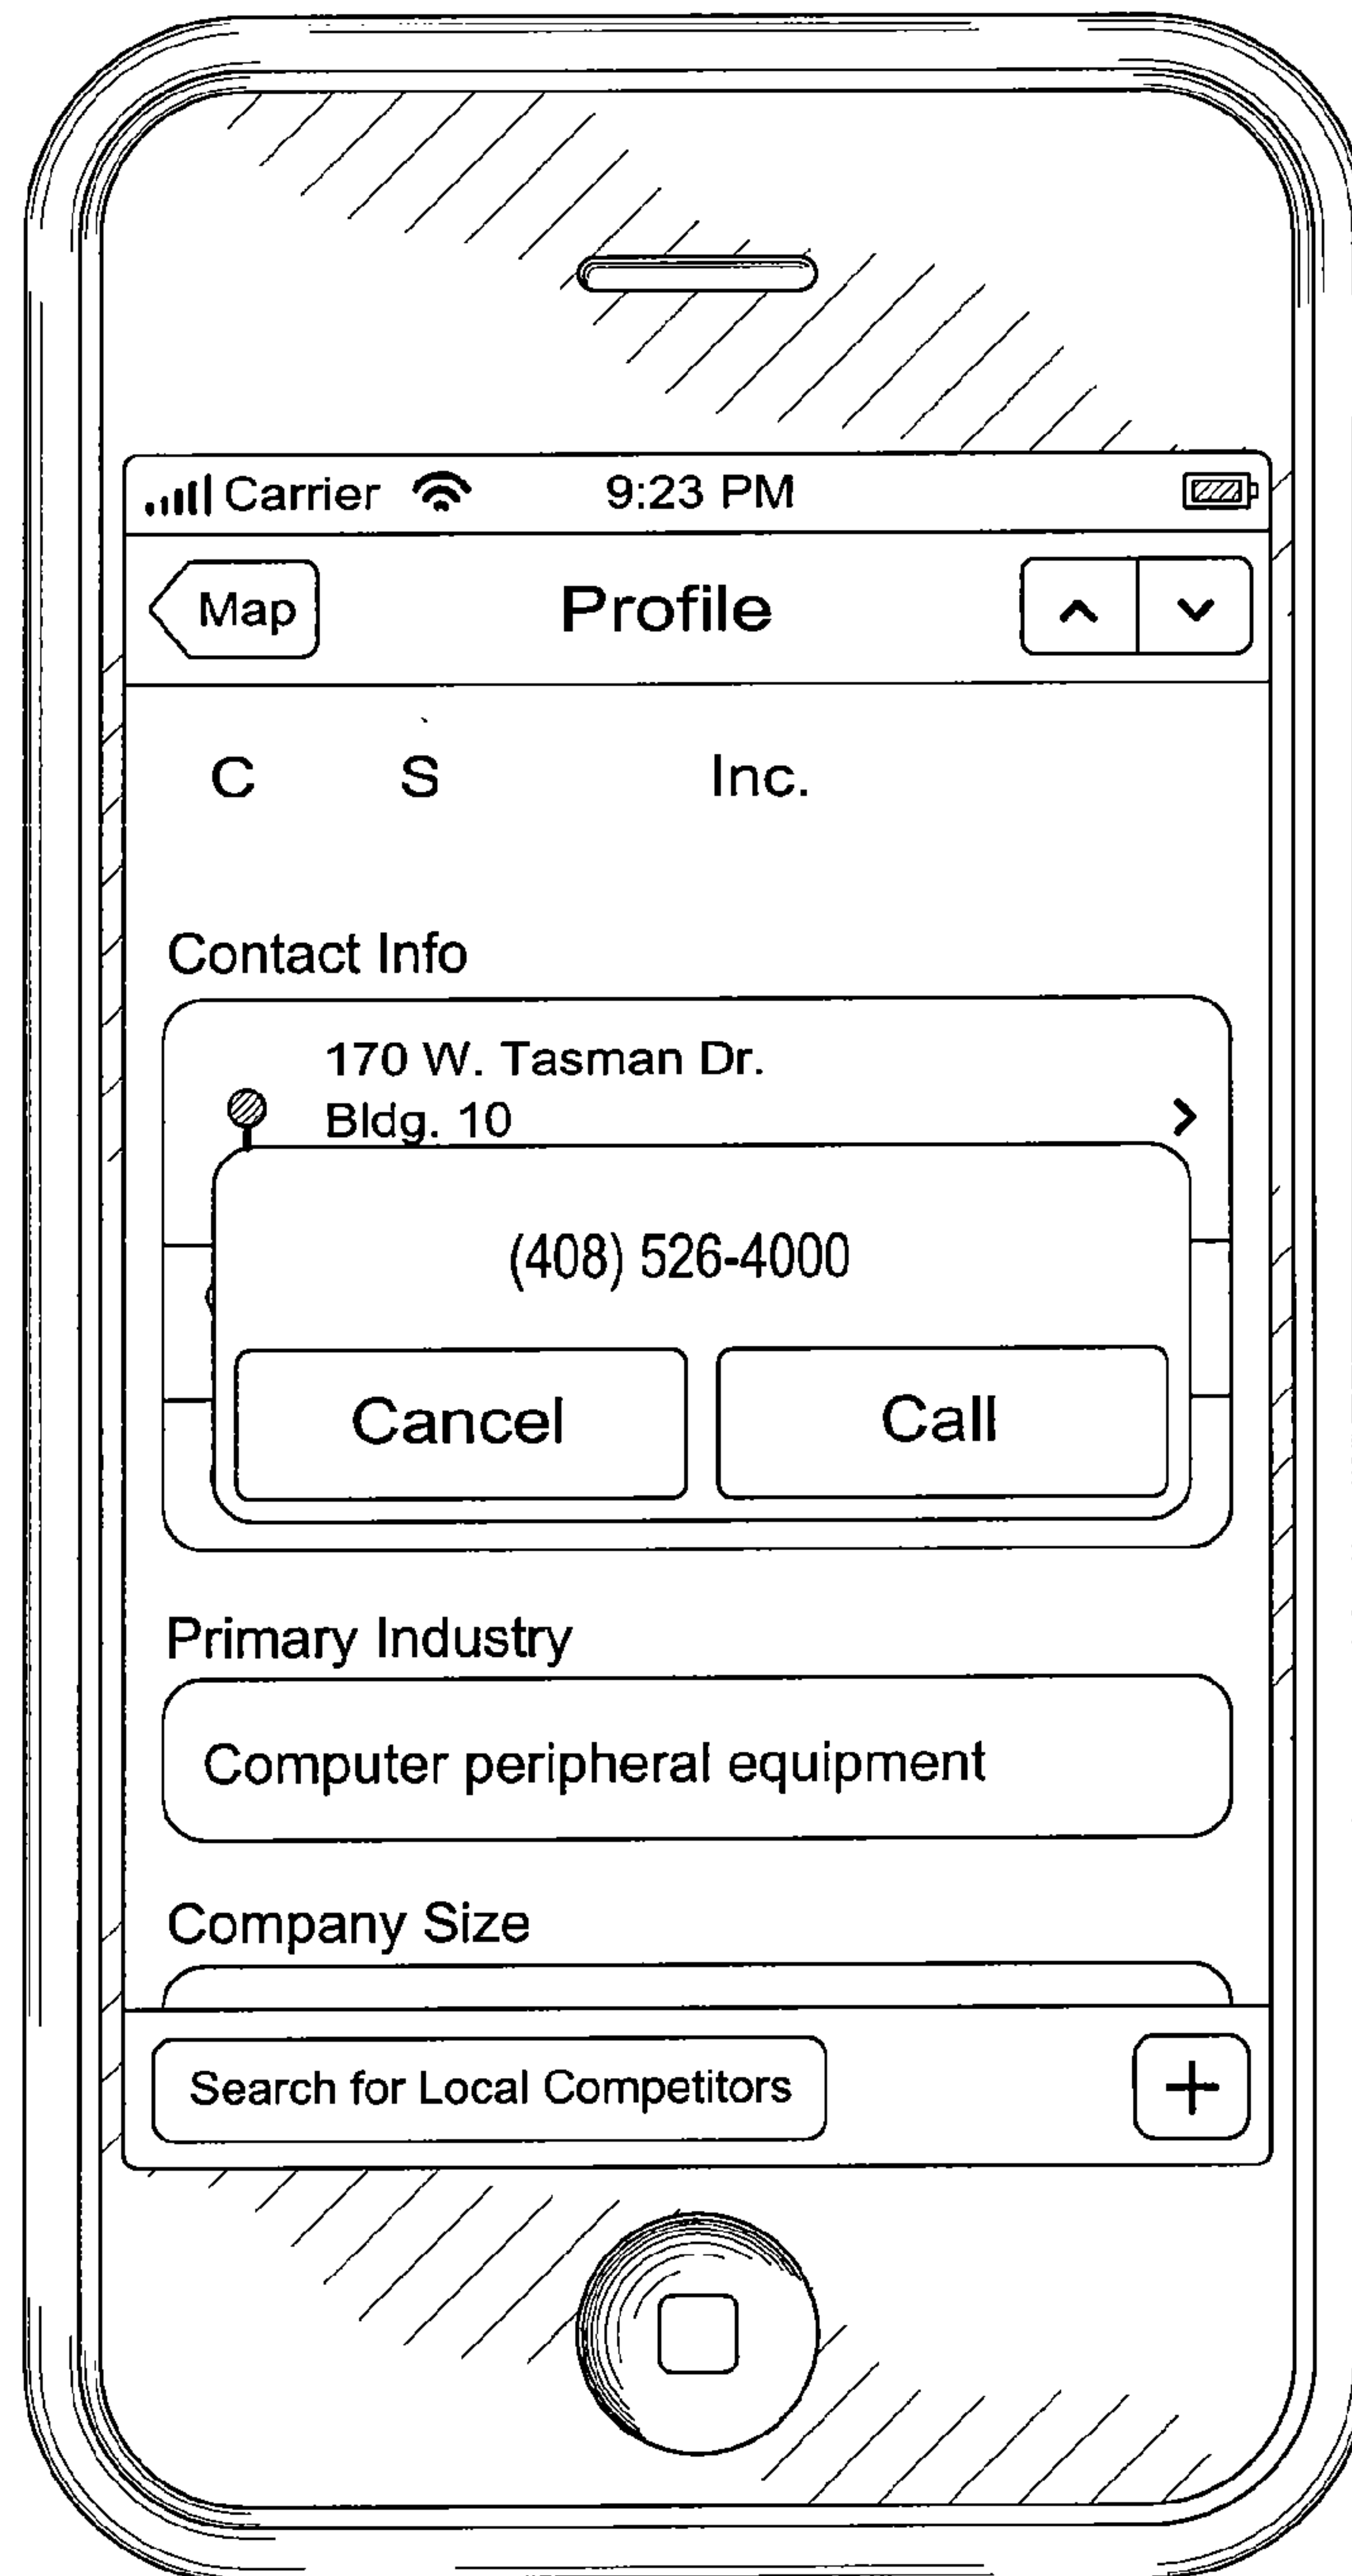 Carrier 9:23 PM
Map Profile
C S Inc.
Contact Info
170 W. Tasman Dr.
Bldg. 10
(408) 526-4000
Cancel Call
Primary Industry
Computer peripheral equipment
Company Size
Search for Local Competitors +